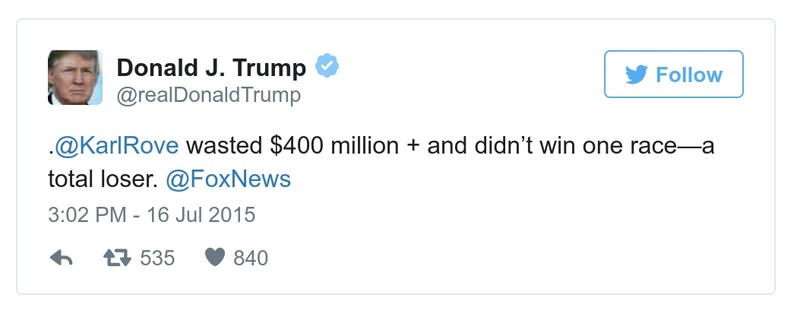 Donald J. Trump
@realDonaldTrump
Follow
.@KarlRove wasted $400 million + and didn’t win one race—a
total loser. @FoxNews
3:02 PM - 16 Jul 2015
535 840